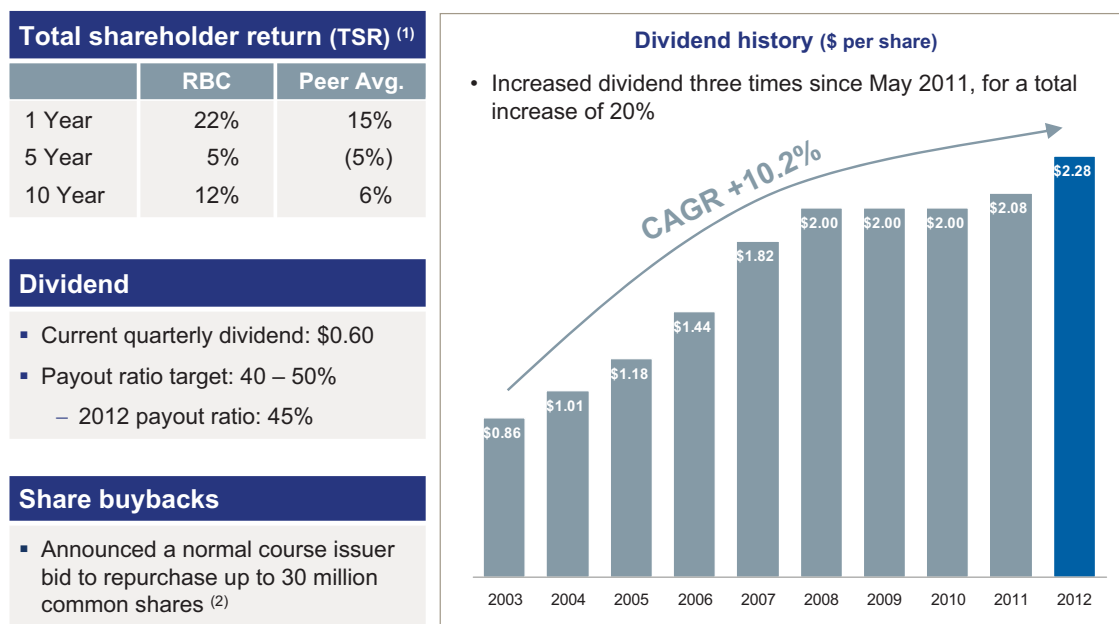 Total shareholder return (TSR) (1)
RBC Peer Avg.
1 Year 22% 15%
5 Year 5% (5%)
10 Year 12% 6%
Dividend
▪ Current quarterly dividend: $0.60
▪ Payout ratio target: 40 – 50%
– 2012 payout ratio: 45%
Share buybacks
▪ Announced a normal course issuer
bid to repurchase up to 30 million
common shares (2)
Dividend history ($ per share)
• Increased dividend three times since May 2011, for a total
increase of 20%
CAGR +10.2%
$0.86 $1.01 $1.18 $1.44 $1.82 $2.00 $2.00 $2.00 $2.08 $2.28
2003 2004 2005 2006 2007 2008 2009 2010 2011 2012